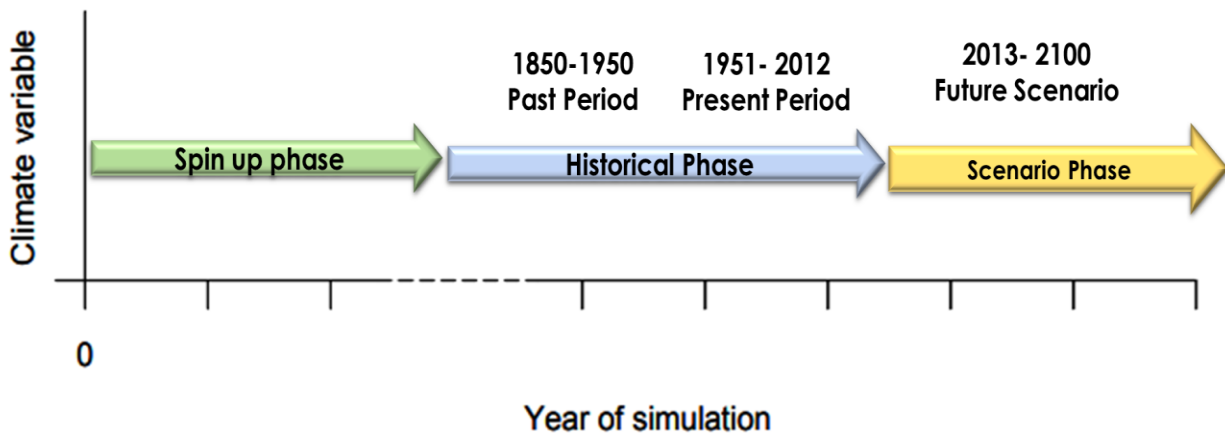 Climate variable
1850-1950
Past Period
1951- 2012
Present Period
2013- 2100
Future Scenario
Spin up phase
Historical Phase
Scenario Phase
0
Year of simulation